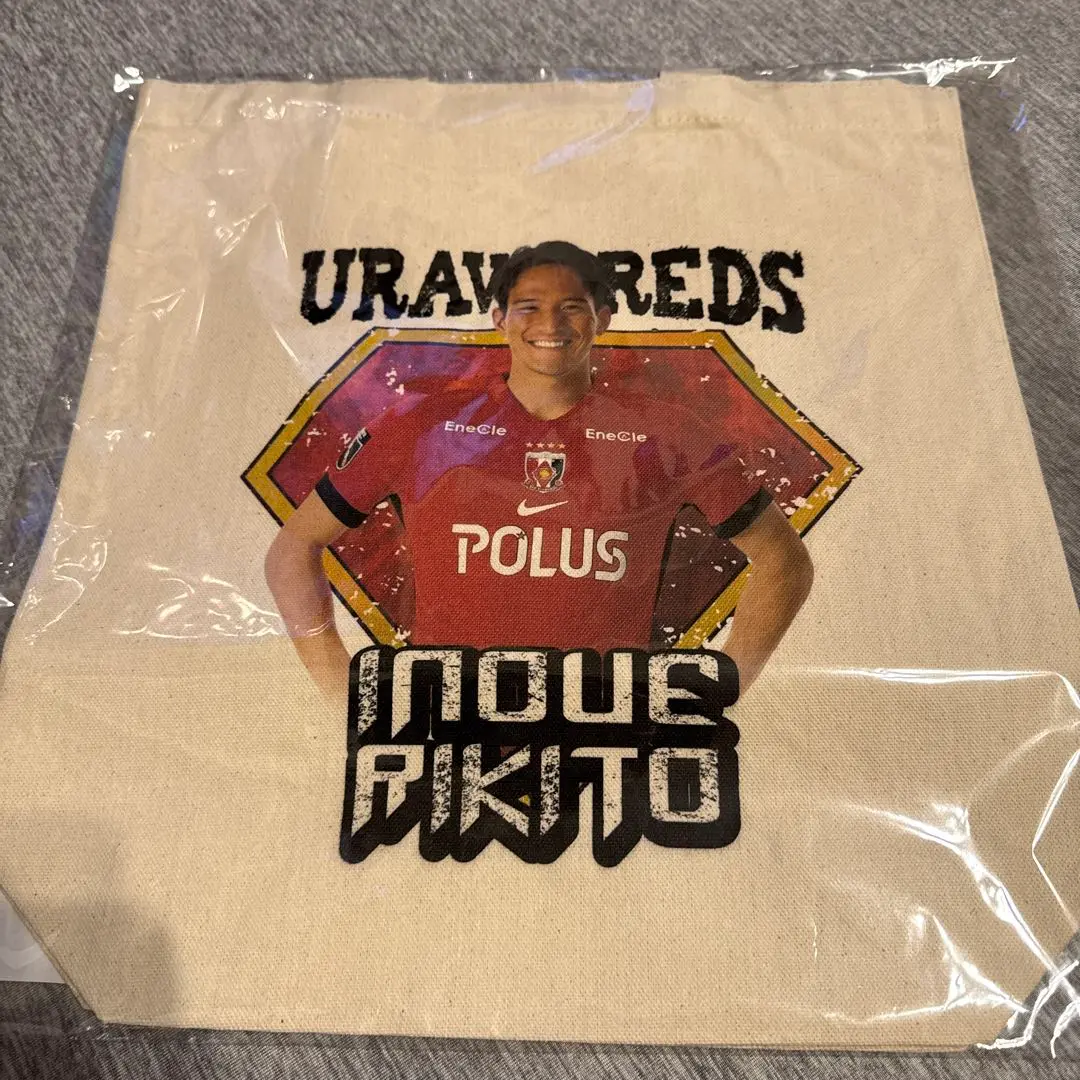 URAW REDS
EneCle EneCle
POLUS
INOUE
RIKITO